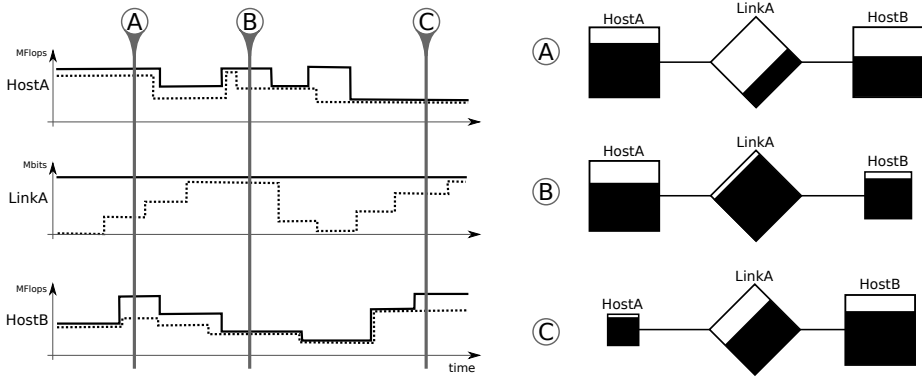 A B C
MFlops
HostA
Mbits
LinkA
MFlops
HostB
time
A
HostA LinkA HostB
B
HostA LinkA HostB
C
HostA LinkA HostB